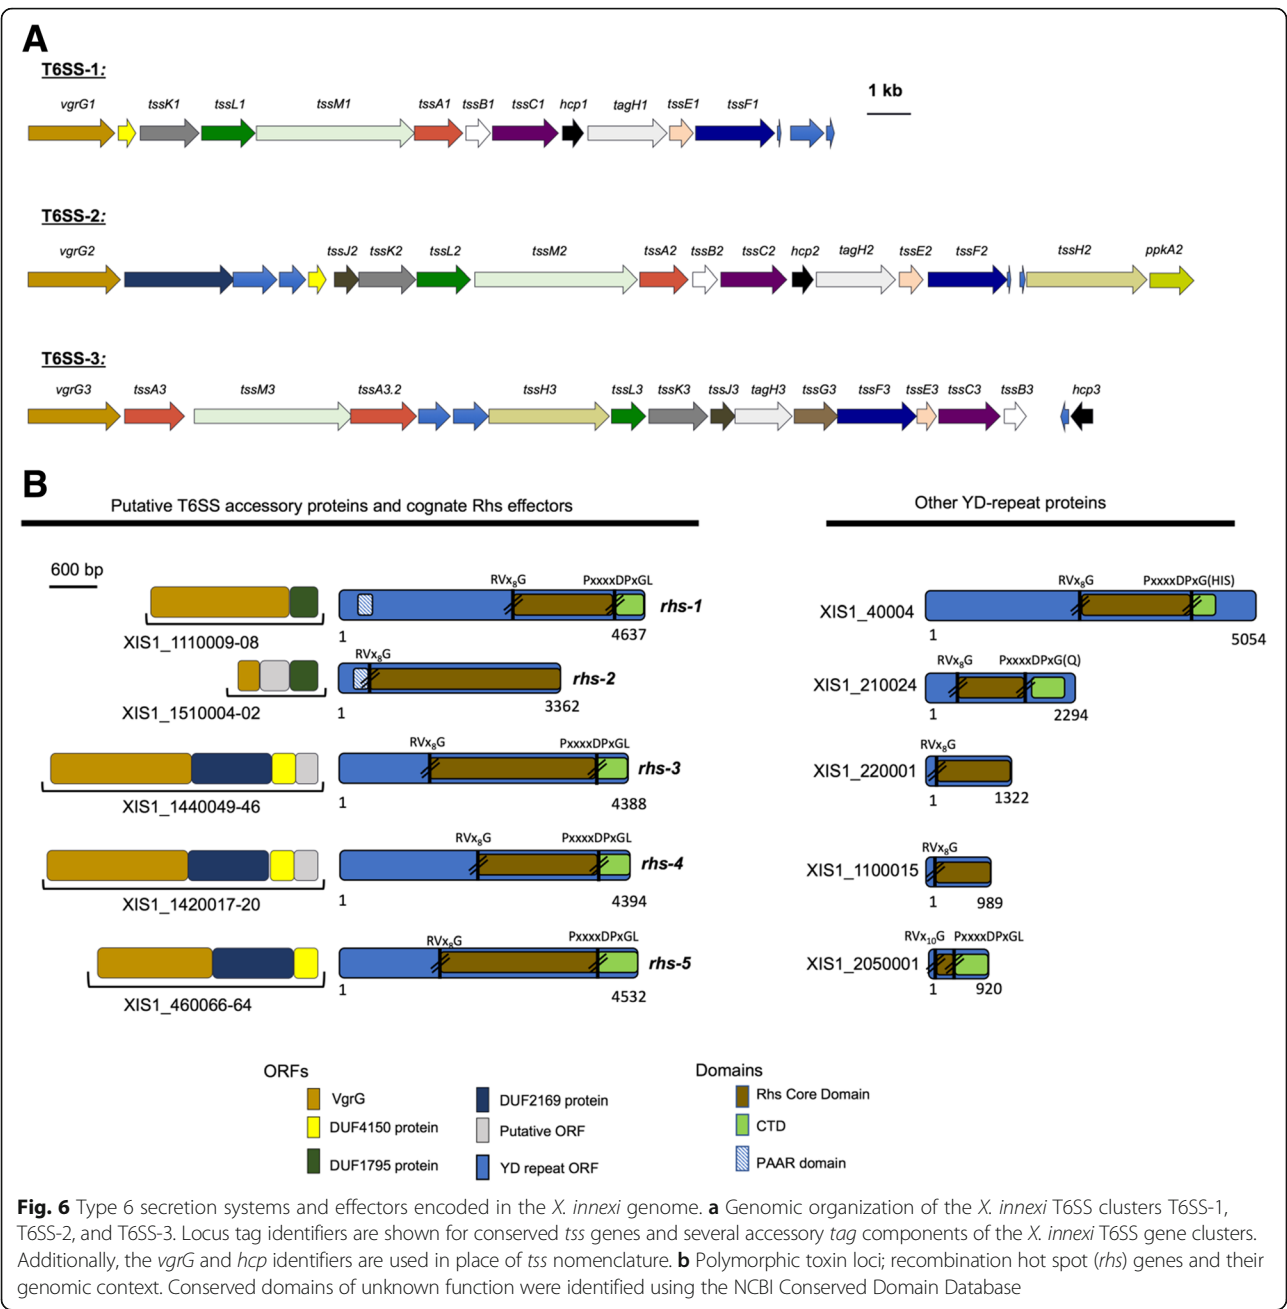 A
T6SS-1:
vgrG1 tssK1 tssL1 tssM1 tssA1 tssB1 tssC1 hcp1 tagH1 tssE1 tssF1
1 kb
T6SS-2:
vgrG2 tssJ2 tssK2 tssL2 tssM2 tssA2 tssB2 tssC2 hcp2 tagH2 tssE2 tssF2 tssH2 ppkA2
T6SS-3:
vgrG3 tssA3 tssM3 tssA3.2 tssH3 tssL3 tssK3 tssJ3 tagH3 tssG3 tssF3 tssE3 tssC3 tssB3 hcp3
B
Putative T6SS accessory proteins and cognate Rhs effectors
600 bp
RVx8G PxxxxDPxGL
rhs-1
XIS1_1110009-08
1 4637
RVx8G
rhs-2
XIS1_1510004-02
1 3362
RVx8G PxxxxDPxGL
rhs-3
XIS1_1440049-46
1 4388
RVx8G PxxxxDPxGL
rhs-4
XIS1_1420017-20
1 4394
RVx8G PxxxxDPxGL
rhs-5
XIS1_460066-64
1 4532
Other YD-repeat proteins
RVx8G PxxxxDPxG(HIS)
XIS1_40004
1 5054
RVx8G PxxxxDPxG(Q)
XIS1_210024
1 2294
RVx8G
XIS1_220001
1 1322
RVx8G
XIS1_1100015
1 989
RVx10G PxxxxDPxGL
XIS1_2050001
1 920
ORFs
VgrG
DUF4150 protein
DUF1795 protein
DUF2169 protein
Putative ORF
YD repeat ORF
Domains
Rhs Core Domain
CTD
PAAR domain
Fig. 6 Type 6 secretion systems and effectors encoded in the X. innexi genome. a Genomic organization of the X. innexi T6SS clusters T6SS-1,
T6SS-2, and T6SS-3. Locus tag identifiers are shown for conserved tss genes and several accessory tag components of the X. innexi T6SS gene clusters.
Additionally, the vgrG and hcp identifiers are used in place of tss nomenclature. b Polymorphic toxin loci; recombination hot spot (rhs) genes and their
genomic context. Conserved domains of unknown function were identified using the NCBI Conserved Domain Database